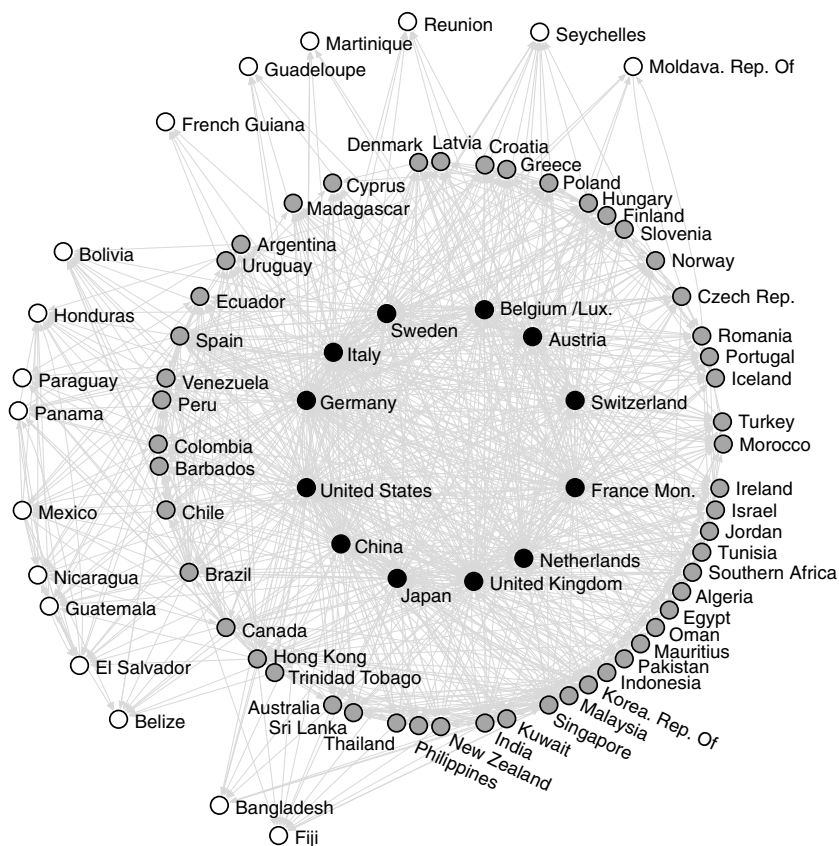 Reunion
Martinique
Seychelles
Guadeloupe
Moldava. Rep. Of
French Guiana
Denmark
Latvia
Croatia
Greece
Cyprus
Poland
Madagascar
Hungary
Finland
Slovenia
Argentina
Bolivia
Uruguay
Norway
Ecuador
Czech Rep.
Honduras
Sweden
Belgium /Lux.
Spain
Austria
Romania
Italy
Portugal
Paraguay
Venezuela
Iceland
Panama
Peru
Germany
Switzerland
Turkey
Colombia
Morocco
Barbados
United States
France Mon.
Ireland
Mexico
Chile
Israel
Jordan
China
Tunisia
Netherlands
Nicaragua
Brazil
Japan
United Kingdom
Southern Africa
Guatemala
Algeria
Egypt
Canada
Oman
Mauritius
El Salvador
Hong Kong
Pakistan
Trinidad Tobago
Indonesia
Korea. Rep. Of
Australia
Malaysia
Sri Lanka
Singapore
Belize
Thailand
Kuwait
India
New Zealand
Philippines
Bangladesh
Fiji